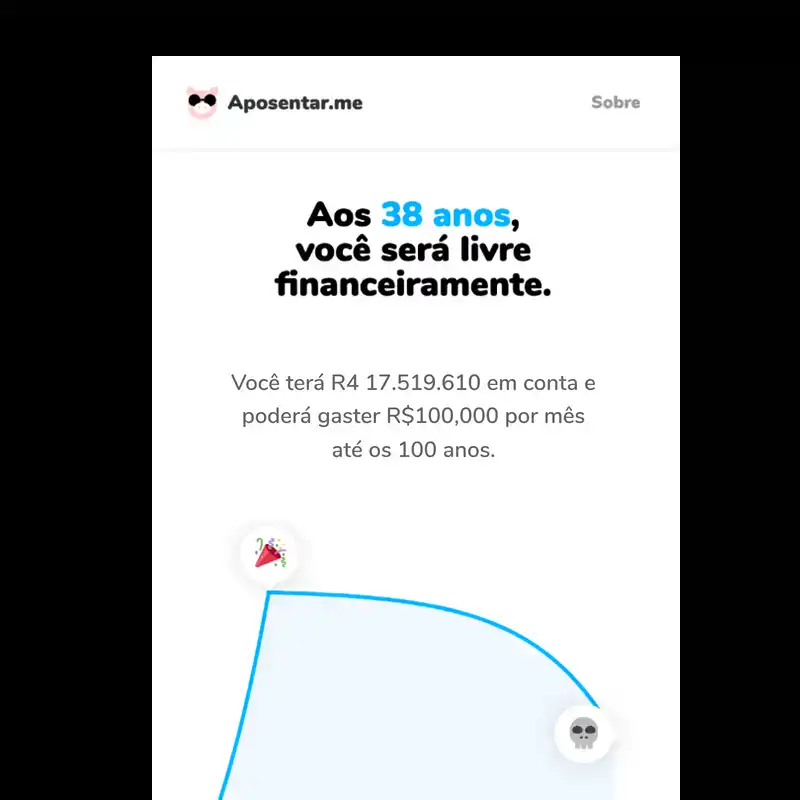 Aposentar.me
Sobre
Aos 38 anos,
você será livre
financeiramente.
Você terá R4 17.519.610 em conta e
poderá gaster R$100,000 por mês
até os 100 anos.